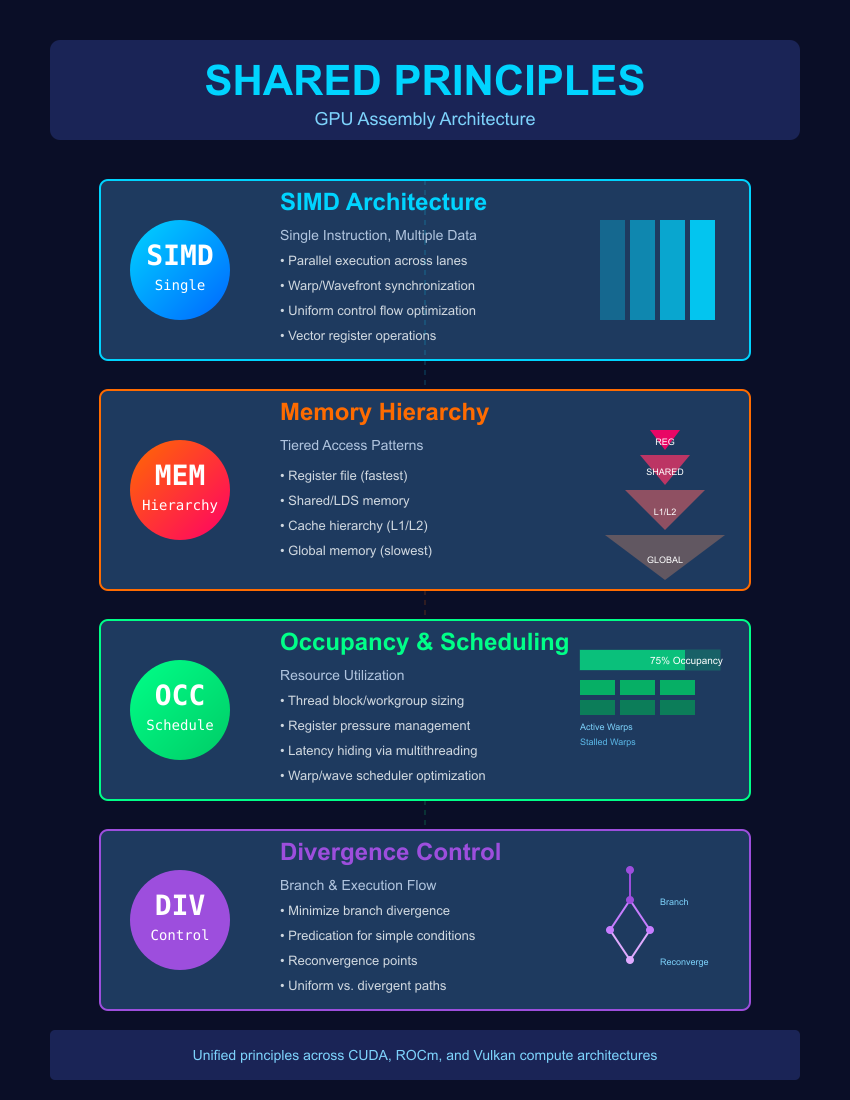 SHARED PRINCIPLES
GPU Assembly Architecture
SIMD
Single
SIMD Architecture
Single Instruction, Multiple Data
• Parallel execution across lanes
• Warp/Wavefront synchronization
• Uniform control flow optimization
• Vector register operations
MEM
Hierarchy
Memory Hierarchy
Tiered Access Patterns
• Register file (fastest)
• Shared/LDS memory
• Cache hierarchy (L1/L2)
• Global memory (slowest)
REG
SHARED
L1/L2
GLOBAL
OCC
Schedule
Occupancy & Scheduling
Resource Utilization
• Thread block/workgroup sizing
• Register pressure management
• Latency hiding via multithreading
• Warp/wave scheduler optimization
75% Occupancy
Active Warps
Stalled Warps
DIV
Control
Divergence Control
Branch & Execution Flow
• Minimize branch divergence
• Predication for simple conditions
• Reconvergence points
• Uniform vs. divergent paths
Branch
Reconverge
Unified principles across CUDA, ROCm, and Vulkan compute architectures